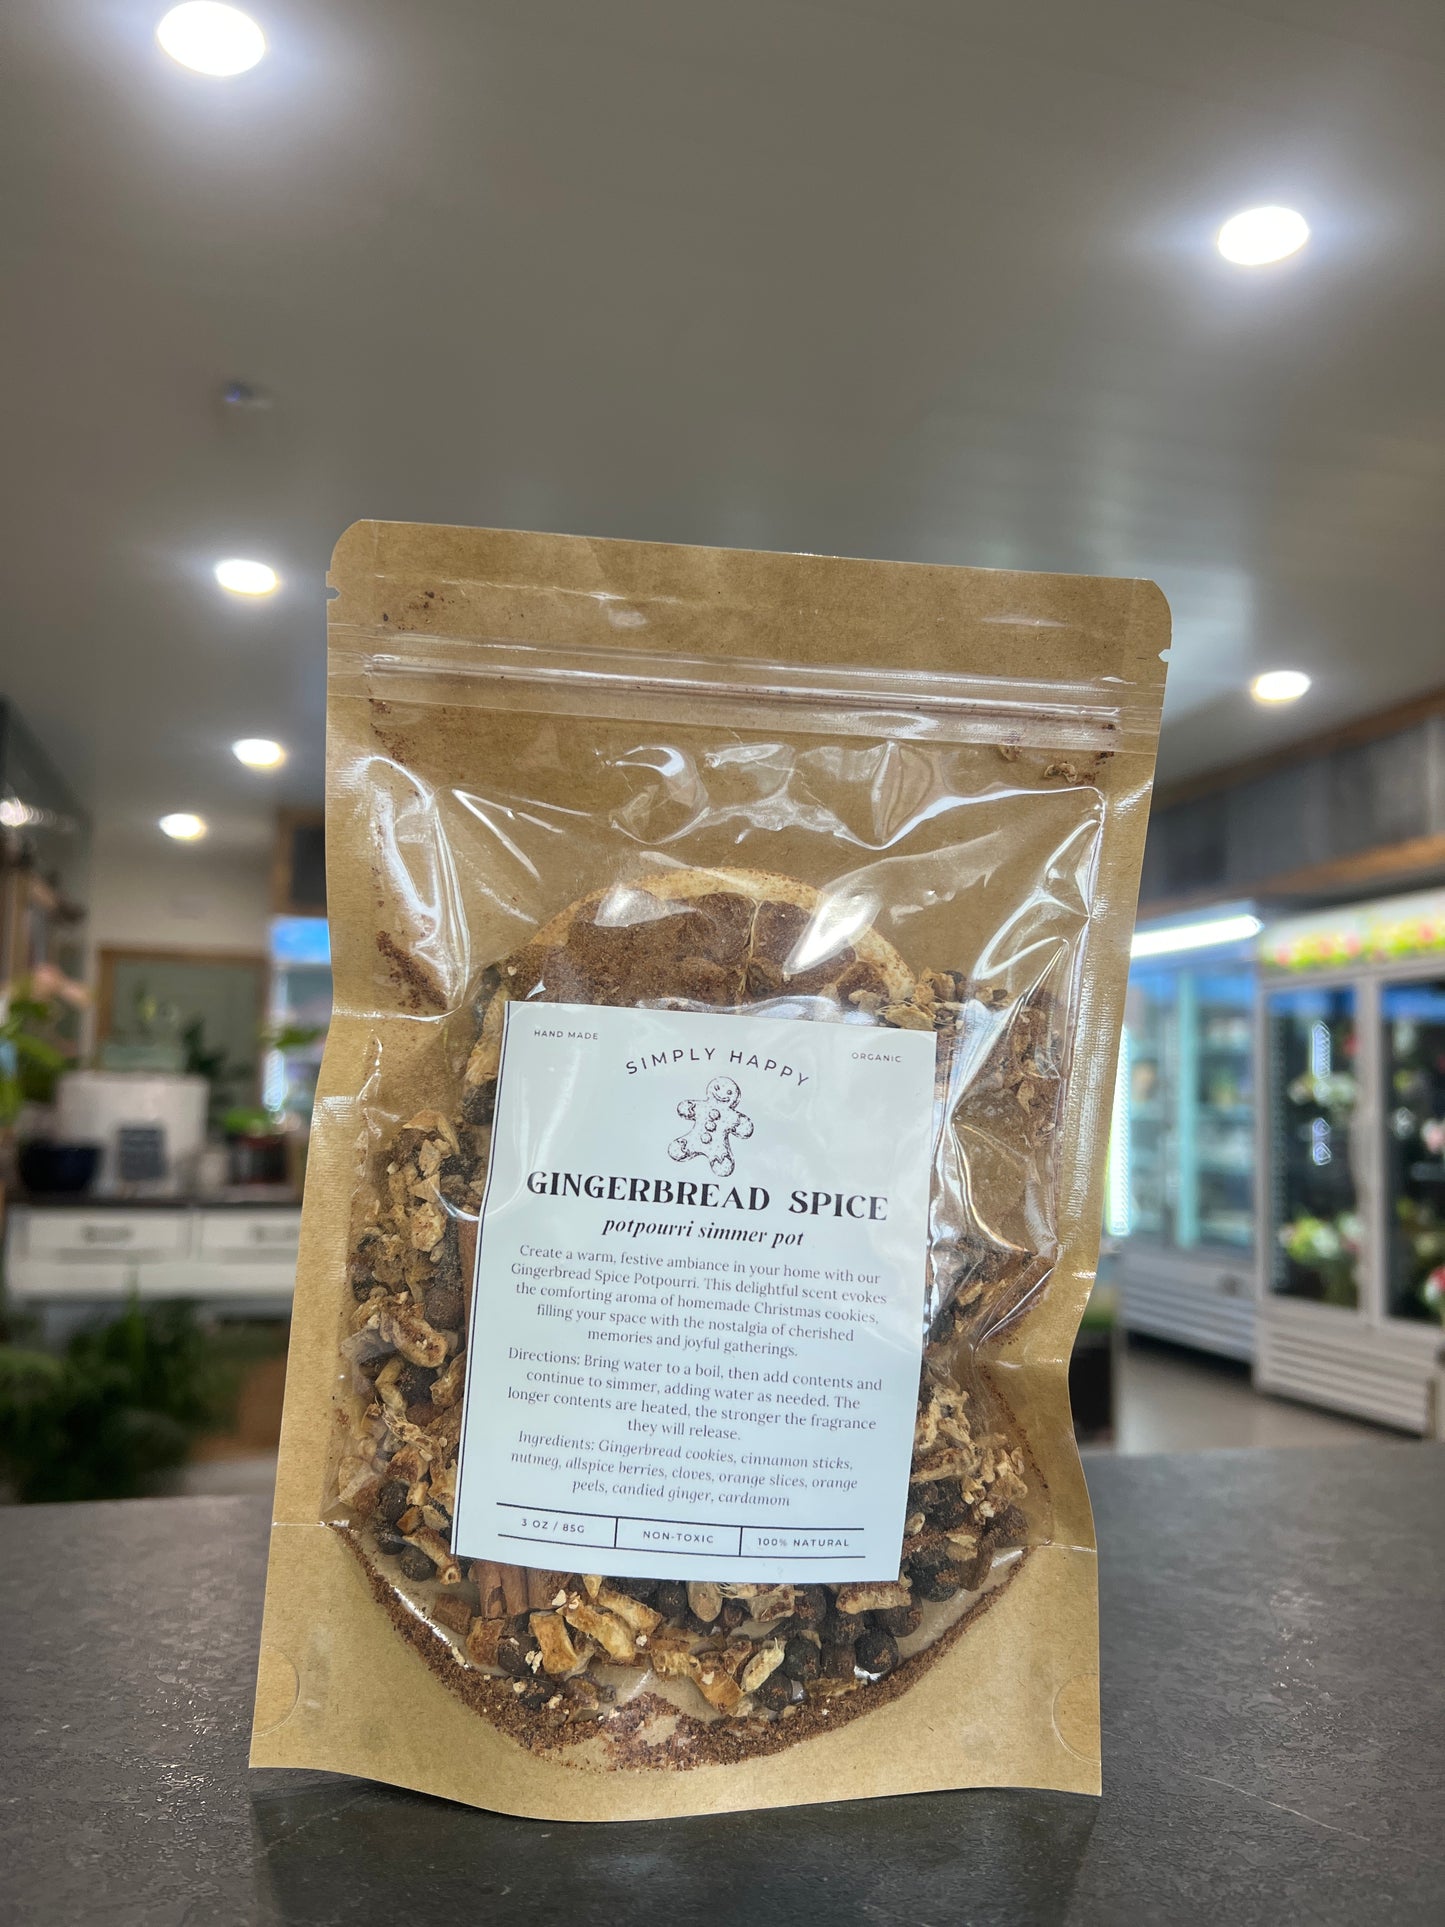 HAND MADE
ORGANIC
SIMPLY HAPPY
GINGERBREAD SPICE
potpourri simmer pot
Create a warm, festive ambiance in your home with our
Gingerbread Spice Potpourri. This delightful scent evokes
the comforting aroma of homemade Christmas cookies,
filling your space with the nostalgia of cherished
memories and joyful gatherings.
Directions: Bring water to a boil, then add contents and
continue to simmer, adding water as needed. The
longer contents are heated, the stronger the fragrance
they will release.
Ingredients: Gingerbread cookies, cinnamon sticks,
nutmeg, allspice berries, cloves, orange slices, orange
peels, candied ginger, cardamom
3 OZ / 85G
NON-TOXIC
100% NATURAL